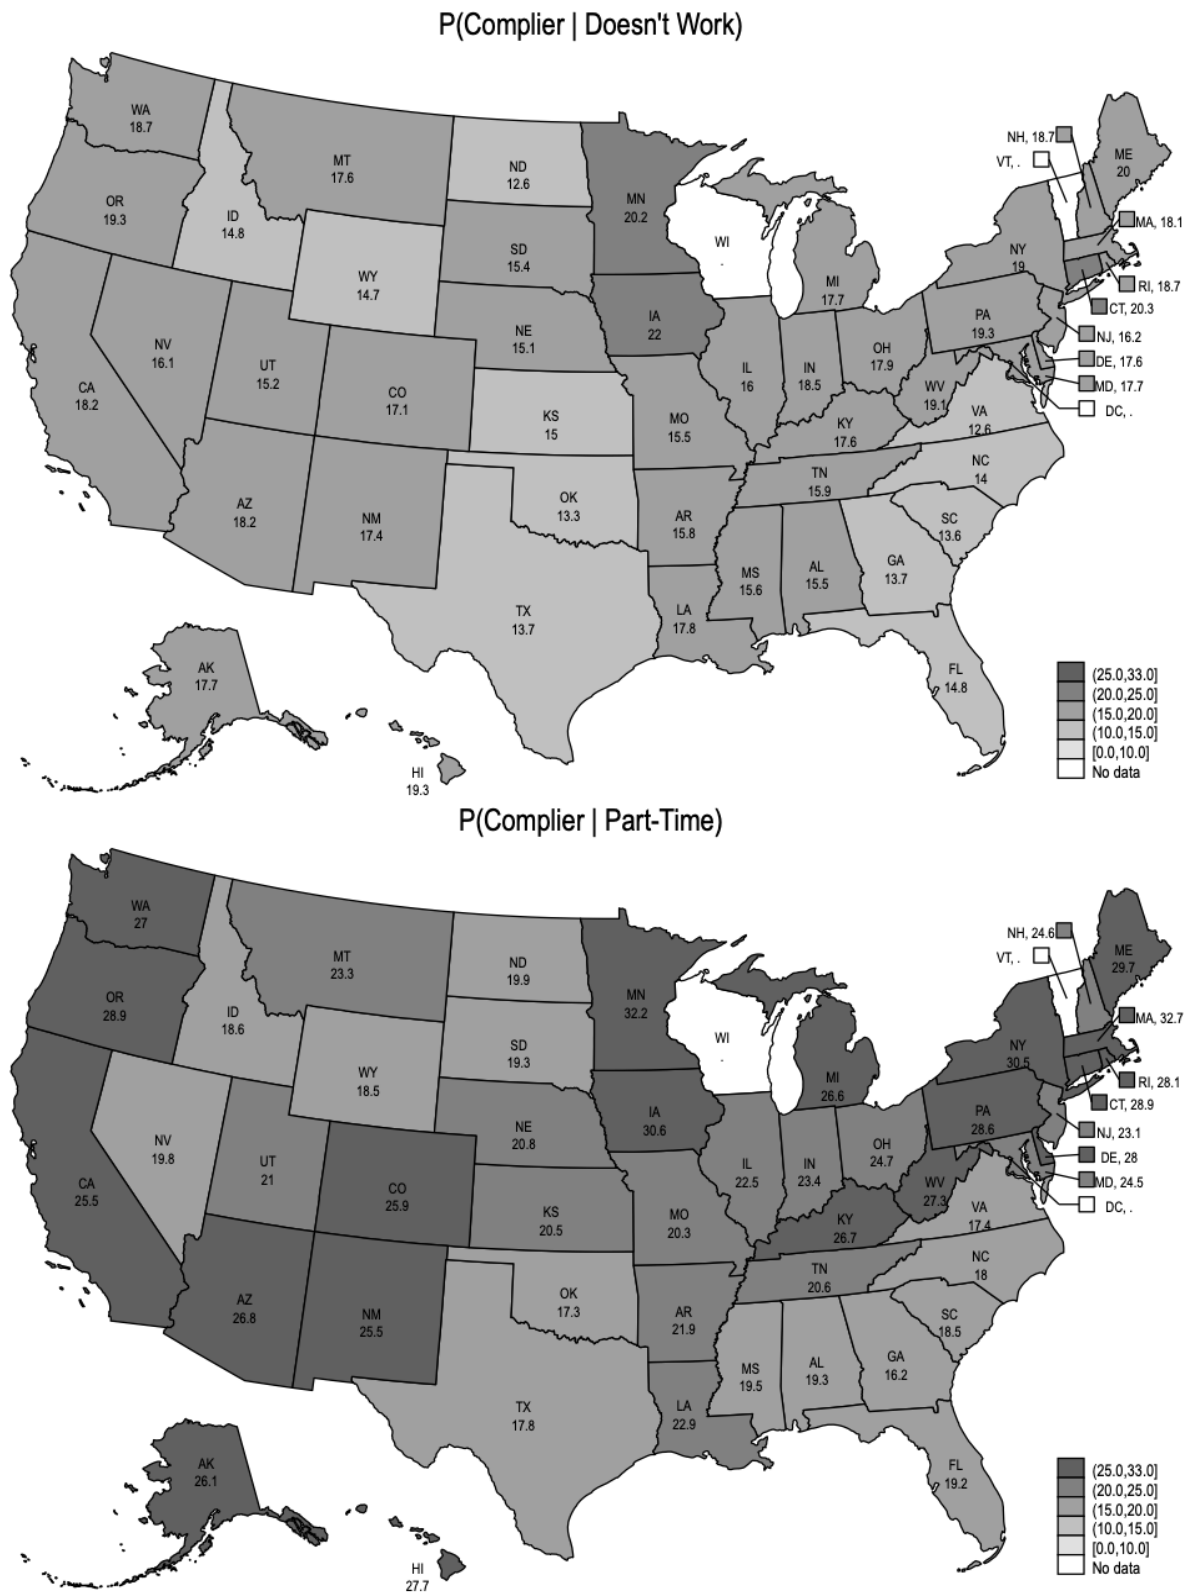 P(Complier | Doesn't Work)
WA
18.7
MT
17.6
ND
12.6
MN
20.2
NH, 18.7
VT, .
ME
20
OR
19.3
ID
14.8
SD
15.4
WI
.
MA, 18.1
NY
19
WY
14.7
MI
17.7
RI, 18.7
CT, 20.3
IA
22
PA
19.3
NE
15.1
NJ, 16.2
NV
16.1
OH
17.9
UT
15.2
IL
16
IN
18.5
DE, 17.6
CA
18.2
CO
17.1
WV
19.1
MD, 17.7
DC, .
KS
15
MO
15.5
KY
17.6
VA
12.6
TN
15.9
NC
14
AZ
18.2
NM
17.4
OK
13.3
AR
15.8
SC
13.6
MS
15.6
AL
15.5
GA
13.7
TX
13.7
LA
17.8
AK
17.7
FL
14.8
HI
19.3
(25.0,33.0]
(20.0,25.0]
(15.0,20.0]
(10.0,15.0]
[0.0,10.0]
No data
P(Complier | Part-Time)
WA
27
MT
23.3
ND
19.9
MN
32.2
NH, 24.6
VT, .
ME
29.7
OR
28.9
ID
18.6
SD
19.3
WI
.
MA, 32.7
NY
30.5
WY
18.5
MI
26.6
RI, 28.1
CT, 28.9
IA
30.6
PA
28.6
NE
20.8
NJ, 23.1
NV
19.8
OH
24.7
UT
21
IL
22.5
IN
23.4
DE, 28
CA
25.5
CO
25.9
WV
27.3
MD, 24.5
DC, .
KS
20.5
MO
20.3
KY
26.7
VA
17.4
TN
20.6
NC
18
AZ
26.8
NM
25.5
OK
17.3
AR
21.9
SC
18.5
MS
19.5
AL
19.3
GA
16.2
TX
17.8
LA
22.9
AK
26.1
FL
19.2
HI
27.7
(25.0,33.0]
(20.0,25.0]
(15.0,20.0]
(10.0,15.0]
[0.0,10.0]
No data